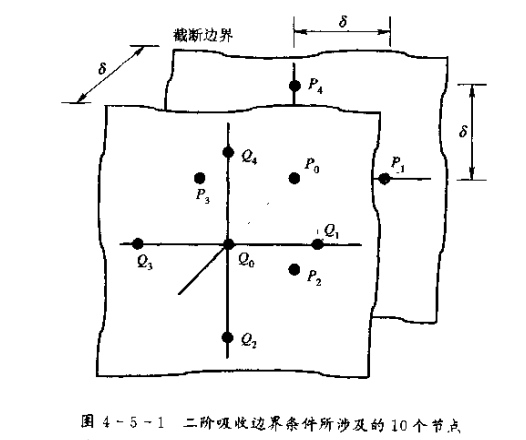 截断边界
δ
δ
P₄
δ
Q₄
P₃
P₀
P₁
Q₃
Q₀
Q₁
P₂
Q₂
图 4-5-1 二阶吸收边界条件所涉及的10个节点